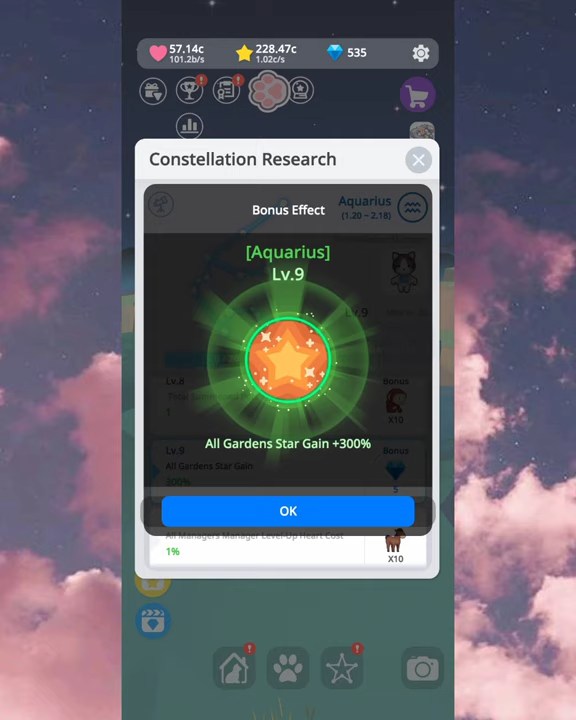 57.14c
101.2b/s
228.47c
1.02c/s
535
Constellation Research
Aquarius
(1.20 ~ 2.18)
Bonus Effect
[Aquarius]
Lv.9
Lv.9
Lv.8
Bonus
1
X10
All Gardens Star Gain +300%
Lv.9
Bonus
All Gardens Star Gain
300%
5
OK
All Managers Manager Level-Up Heart Cost
1%
X10